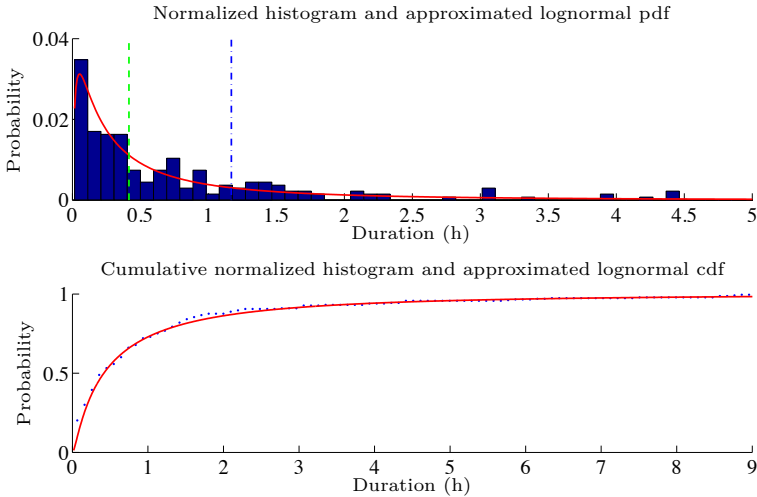 Normalized histogram and approximated lognormal pdf
Probability
0.04
0.02
0
0 0.5 1 1.5 2 2.5 3 3.5 4 4.5 5
Duration (h)
Cumulative normalized histogram and approximated lognormal cdf
Probability
1
0.5
0
0 1 2 3 4 5 6 7 8 9
Duration (h)